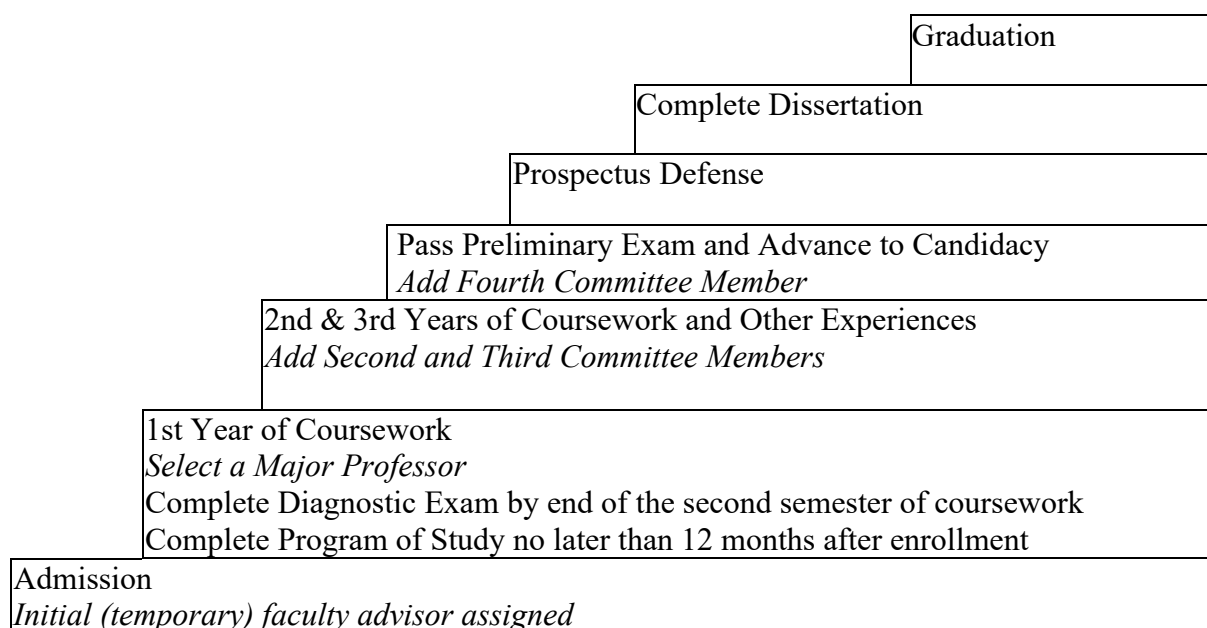 Graduation
Complete Dissertation
Prospectus Defense
Pass Preliminary Exam and Advance to Candidacy
Add Fourth Committee Member
2nd & 3rd Years of Coursework and Other Experiences
Add Second and Third Committee Members
1st Year of Coursework
Select a Major Professor
Complete Diagnostic Exam by end of the second semester of coursework
Complete Program of Study no later than 12 months after enrollment
Admission
Initial (temporary) faculty advisor assigned